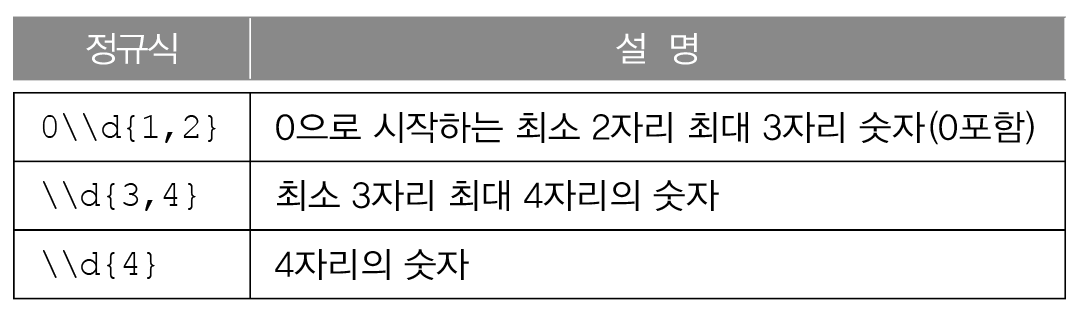 정규식 설 명
0\\d{1,2} 0으로 시작하는 최소 2자리 최대 3자리 숫자(0포함)
\\d{3,4} 최소 3자리 최대 4자리의 숫자
\\d{4} 4자리의 숫자